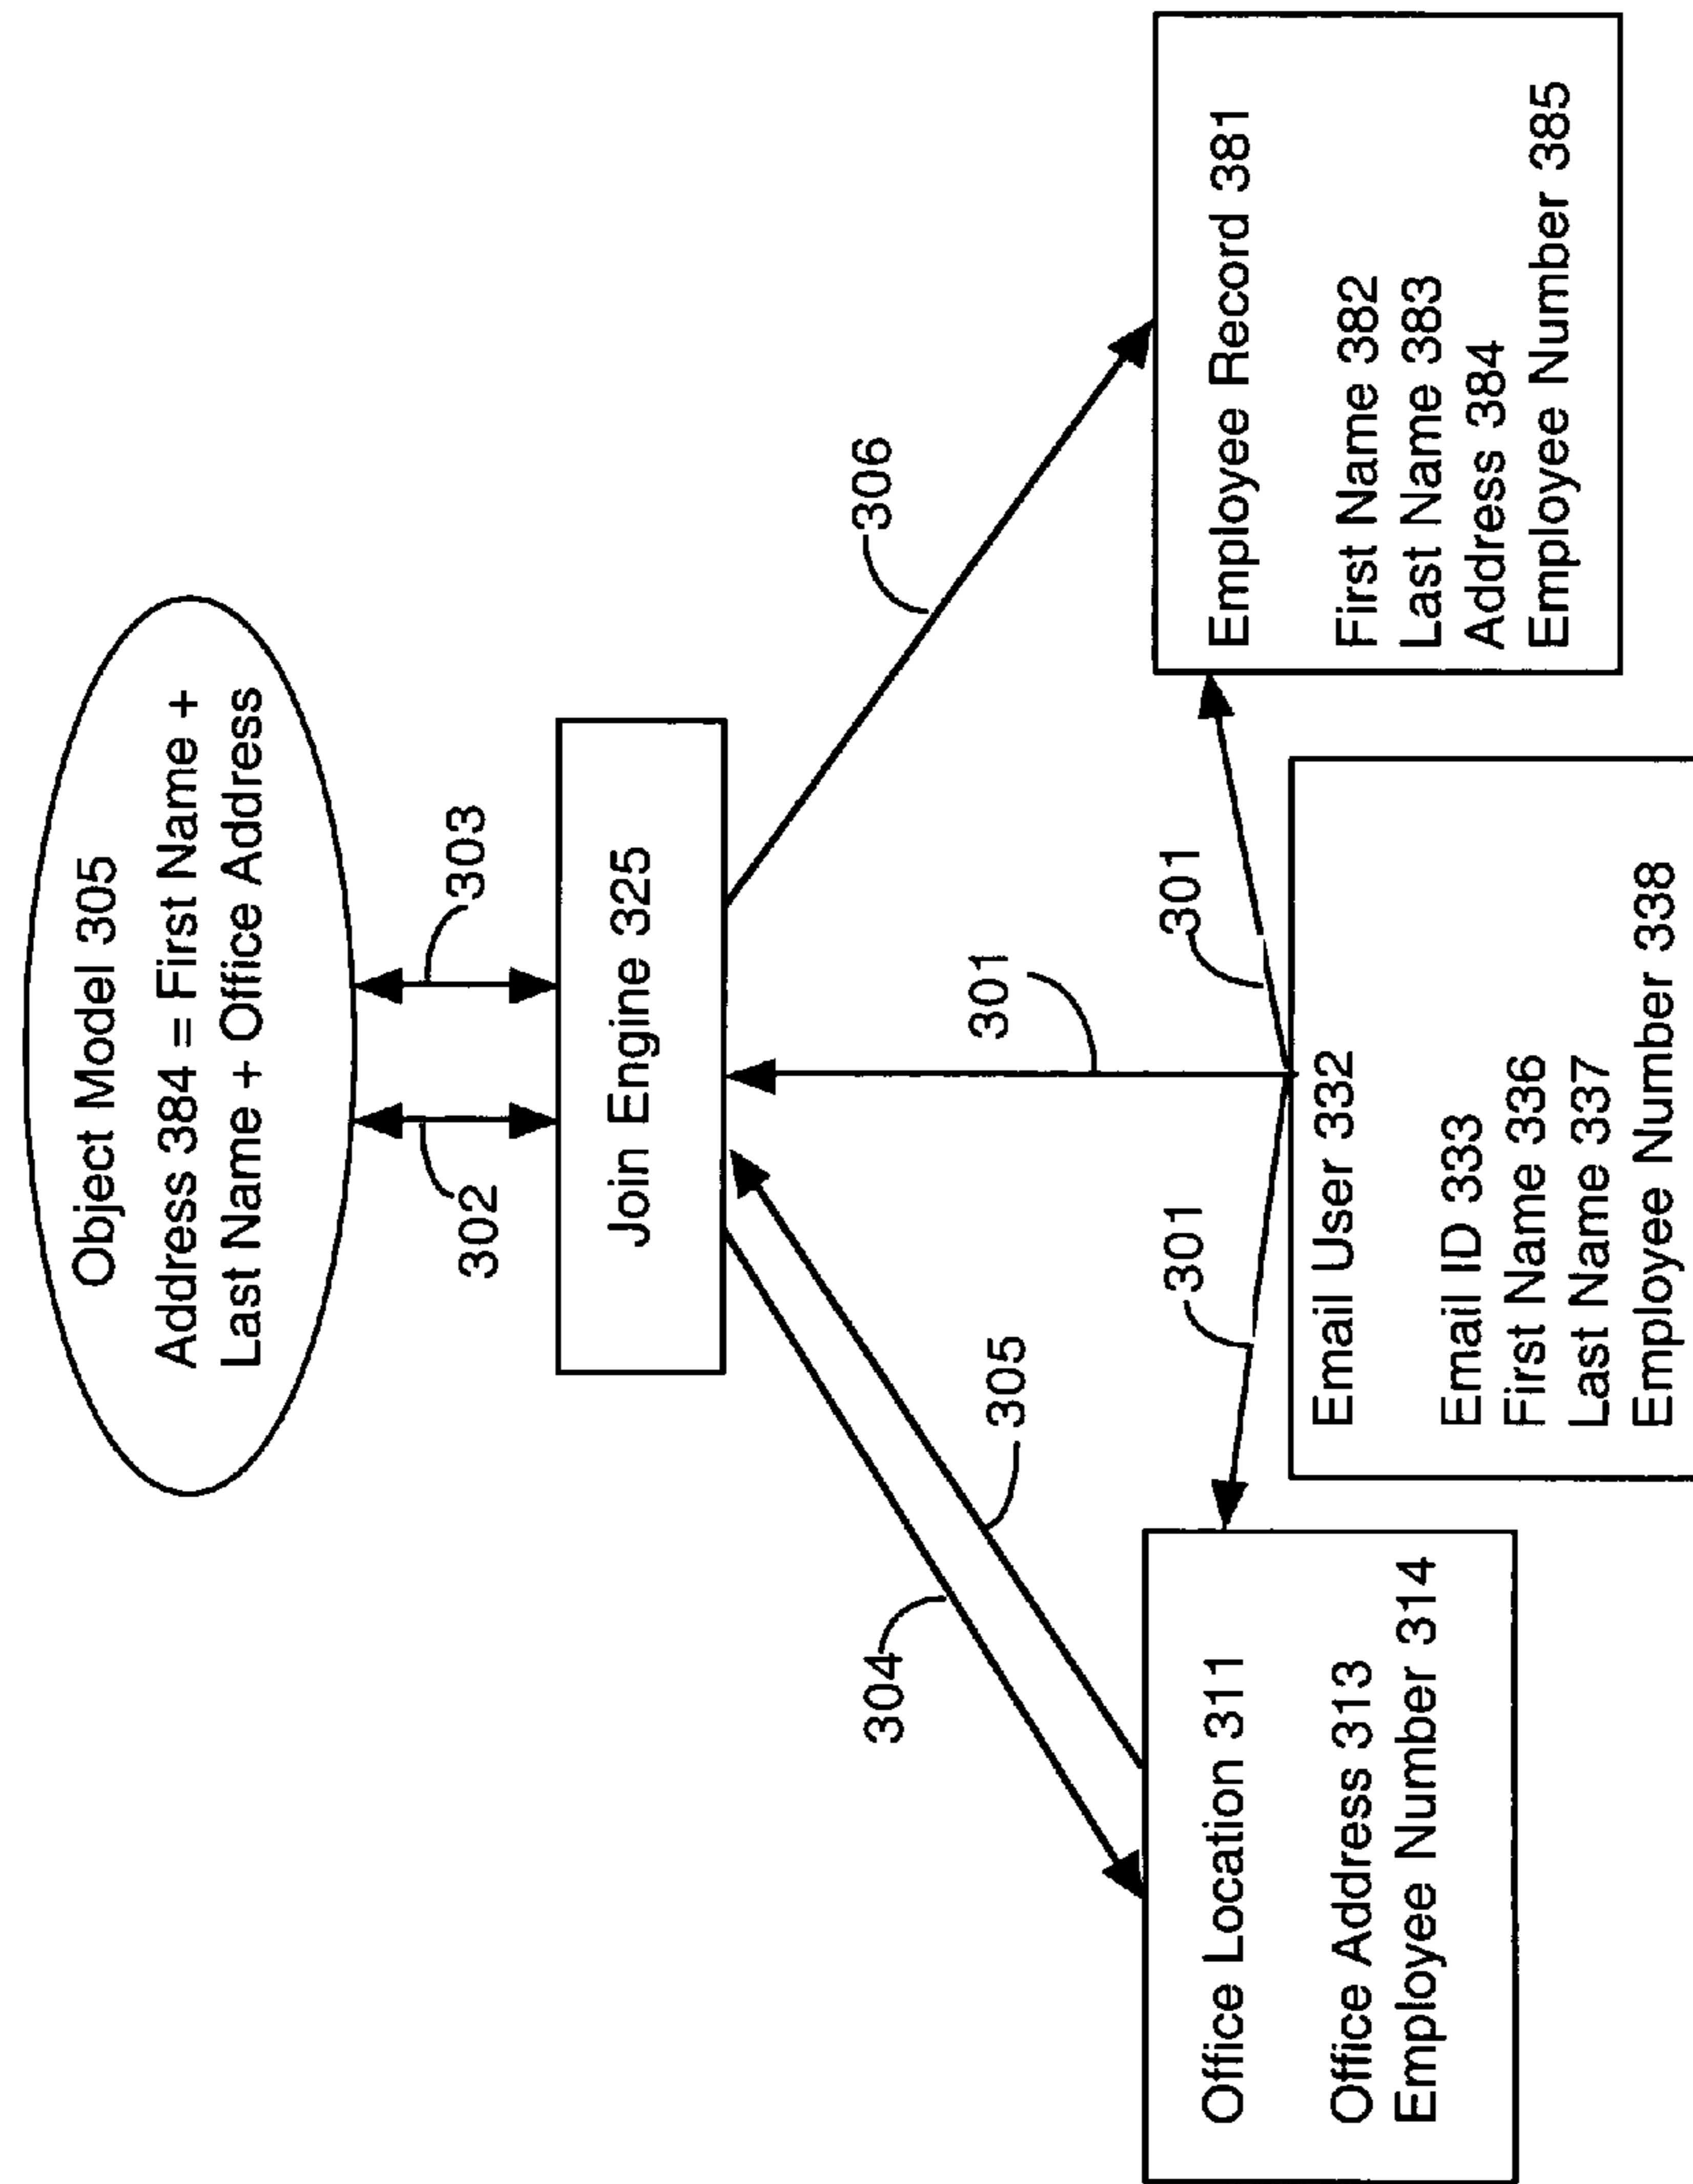 Object Model 305
Address 384 = First Name +
Last Name + Office Address
302
303
Join Engine 325
304
305
301
306
301
301
Office Location 311
Office Address 313
Employee Number 314
Email User 332
Email ID 333
First Name 336
Last Name 337
Employee Number 338
Employee Record 381
First Name 382
Last Name 383
Address 384
Employee Number 385